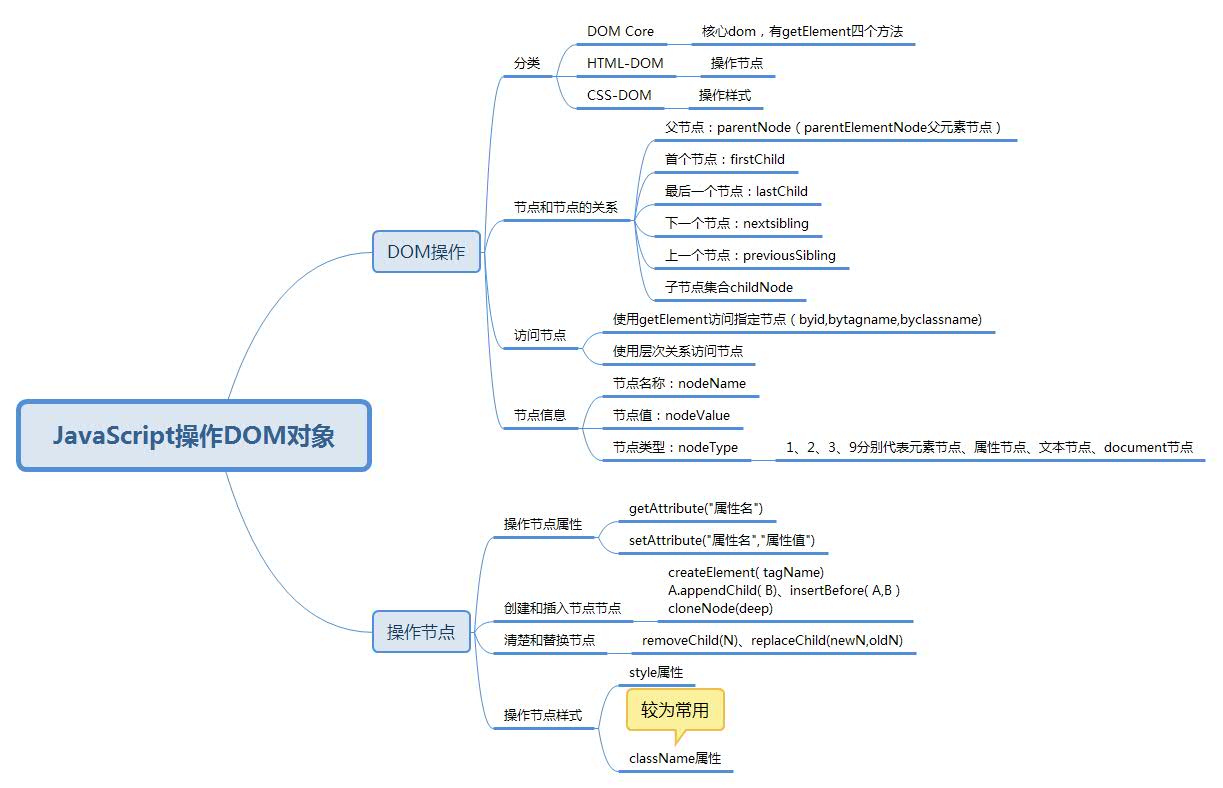 JavaScript操作DOM对象
DOM操作
分类
DOM Core
核心dom，有getElement四个方法
HTML-DOM
操作节点
CSS-DOM
操作样式
节点和节点的关系
父节点：parentNode（parentElementNode父元素节点）
首个节点：firstChild
最后一个节点：lastChild
下一个节点：nextsibling
上一个节点：previousSibling
子节点集合childNode
访问节点
使用getElement访问指定节点（byid,bytagname,byclassname)
使用层次关系访问节点
节点信息
节点名称：nodeName
节点值：nodeValue
节点类型：nodeType
1、2、3、9分别代表元素节点、属性节点、文本节点、document节点
操作节点
操作节点属性
getAttribute("属性名")
setAttribute("属性名","属性值")
创建和插入节点节点
createElement( tagName)
A.appendChild( B)、insertBefore( A,B )
cloneNode(deep)
清楚和替换节点
removeChild(N)、replaceChild(newN,oldN)
操作节点样式
style属性
较为常用
className属性